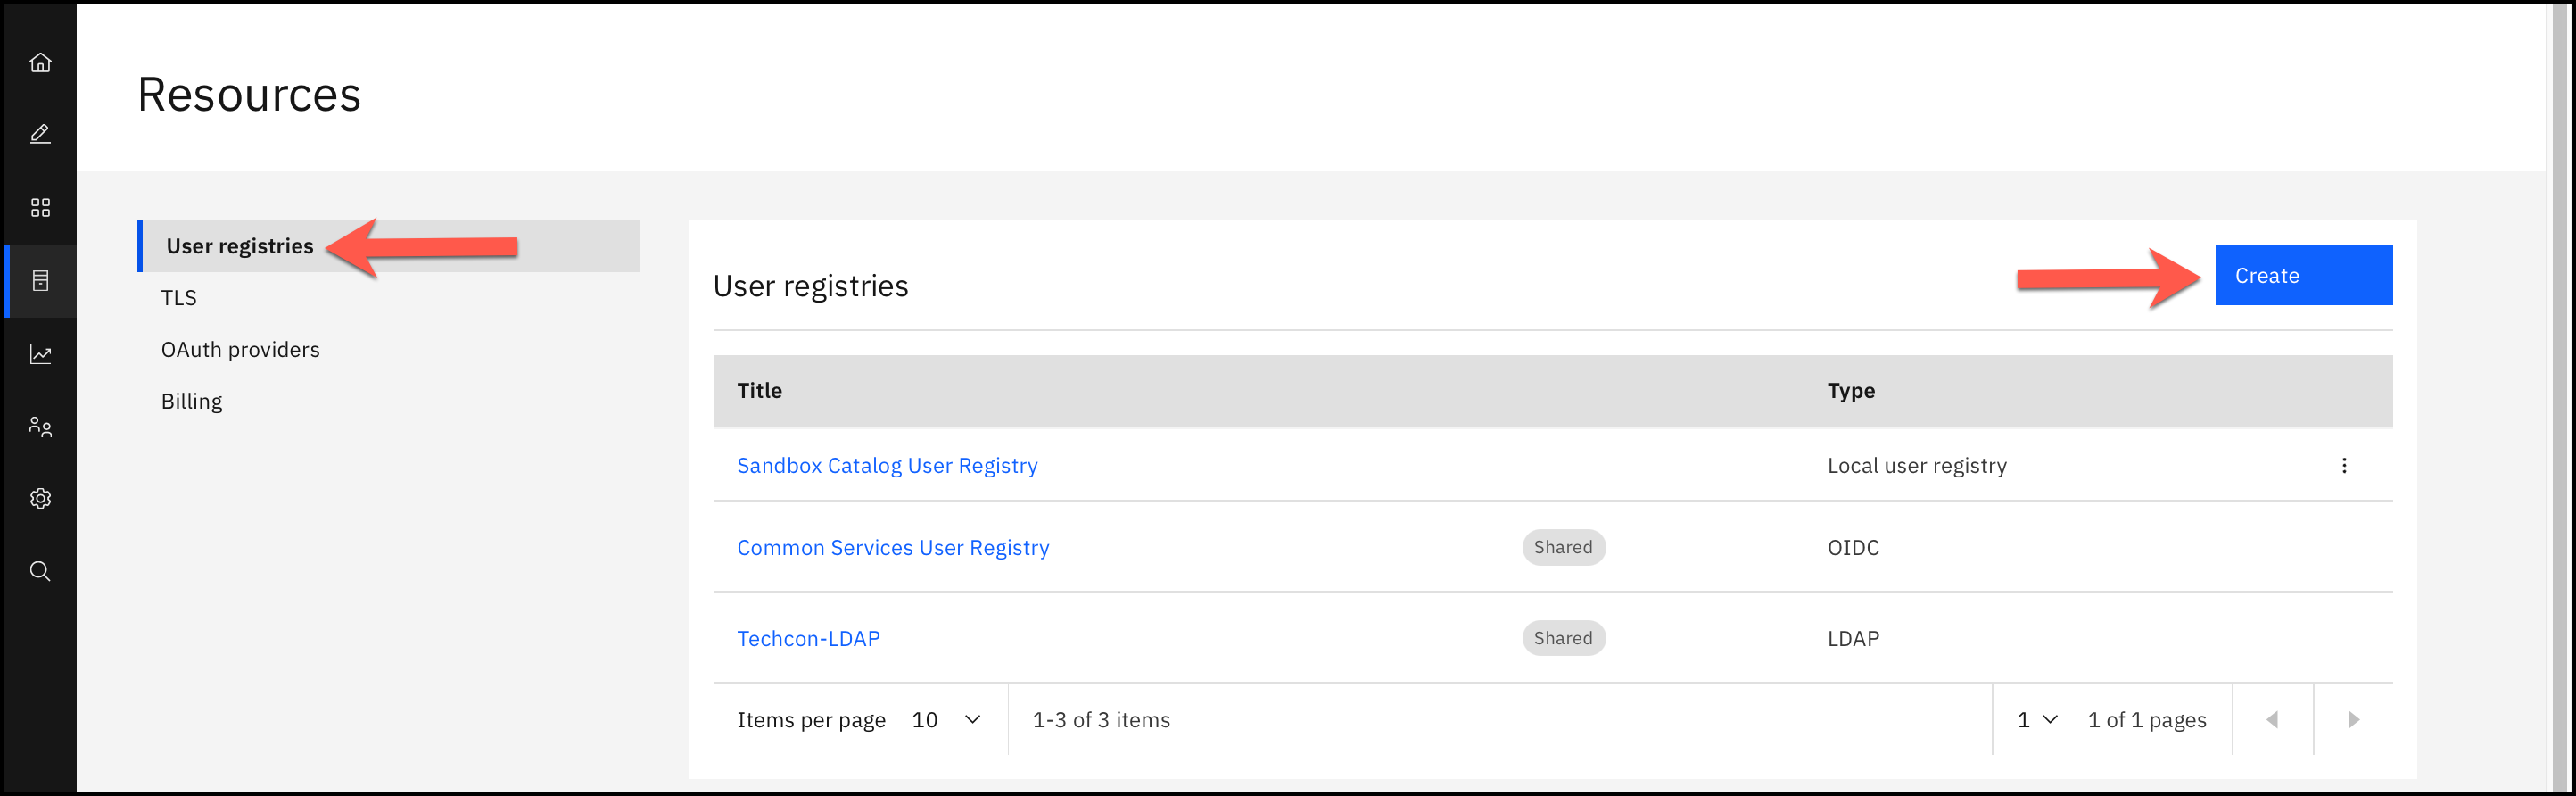 Resources
User registries
TLS
OAuth providers
Billing
User registries
Create
Title Type
Sandbox Catalog User Registry Local user registry
Common Services User Registry Shared OIDC
Techcon-LDAP Shared LDAP
Items per page 10 1-3 of 3 items 1 1 of 1 pages